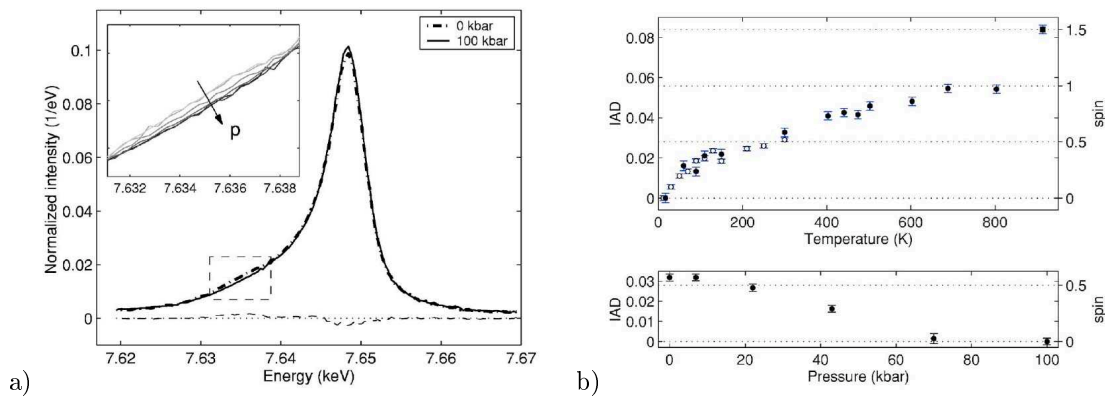 0 kbar
100 kbar
p
7.632 7.634 7.636 7.638
0.1
0.08
0.06
0.04
0.02
0
Normalized intensity (1/eV)
7.62 7.63 7.64 7.65 7.66 7.67
Energy (keV)
a)
0.08
0.06
0.04
0.02
0
IAD
1.5
1
0.5
0
spin
0 200 400 600 800
Temperature (K)
0.03
0.02
0.01
0.00
IAD
0.5
0
spin
0 20 40 60 80 100
Pressure (kbar)
b)